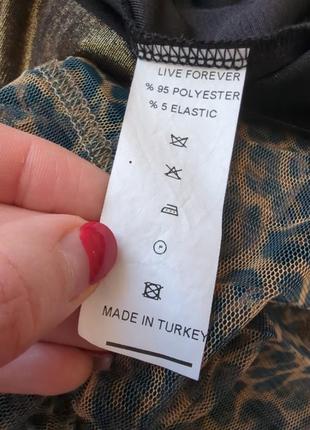 LIVE FOREVER
% 95 POLYESTER
% 5 ELASTIC
P
MADE IN TURKEY